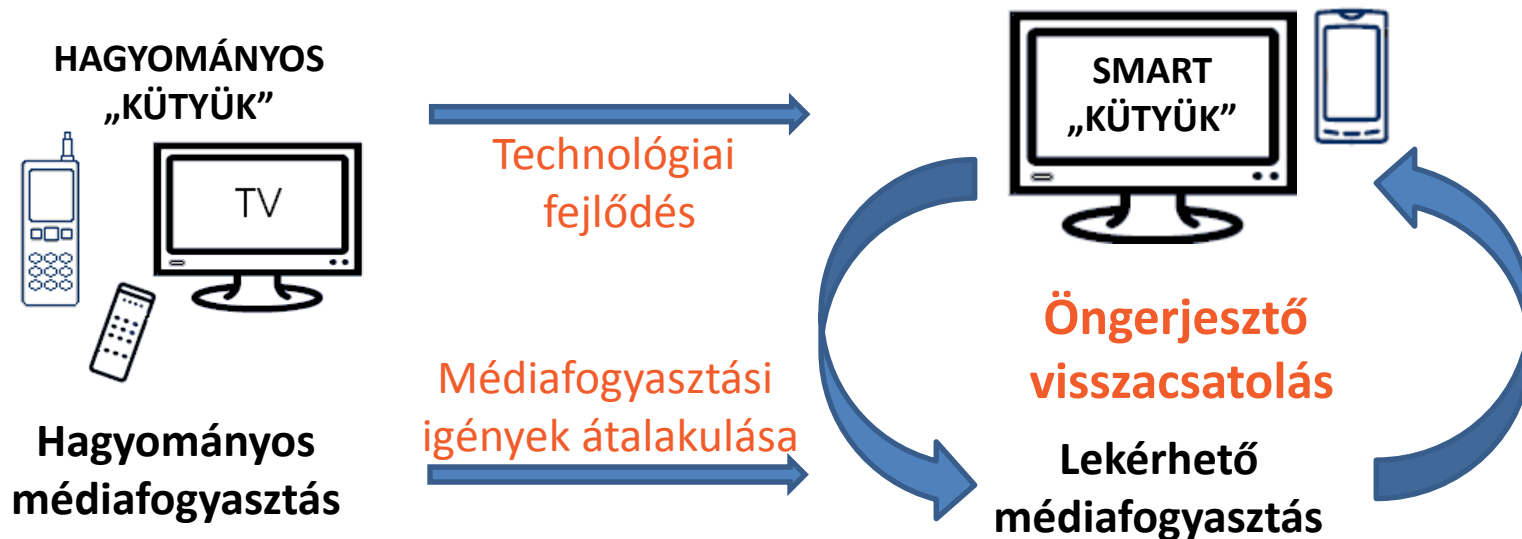 HAGYOMÁNYOS
„KÜTYÜK”
TV
Technológiai
fejlődés
SMART
„KÜTYÜK”
Médiafogyasztási
igények átalakulása
Öngerjesztő
visszacsatolás
Hagyományos
médiafogyasztás
Lekérhető
médiafogyasztás